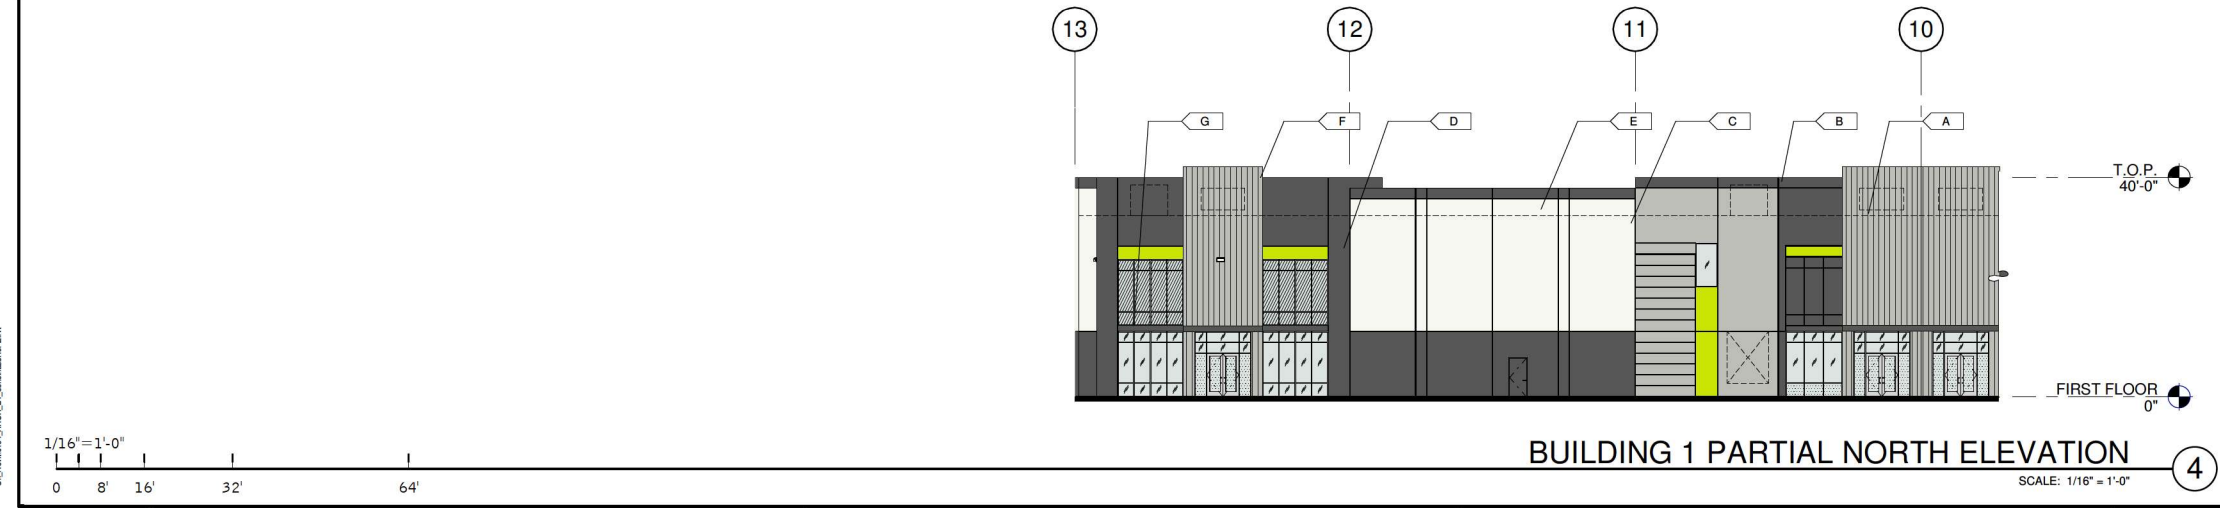 13 12 11 10
G F D E C B A
T.O.P.
40'-0"
FIRST FLOOR
0"
1/16"=1'-0"
0 8' 16' 32' 64'
BUILDING 1 PARTIAL NORTH ELEVATION
4
SCALE: 1/16" = 1'-0"